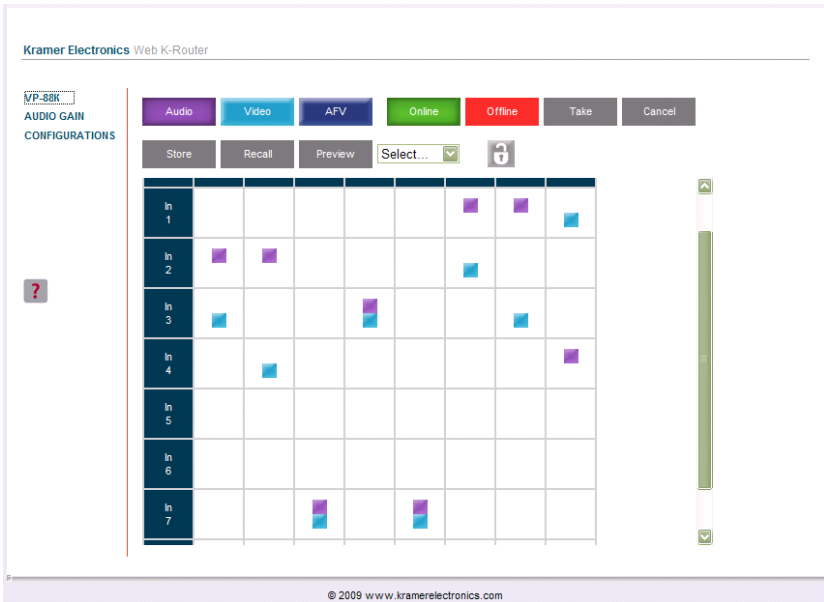 Kramer Electronics Web K-Router
VP-88K
AUDIO GAIN
CONFIGURATIONS
Audio Video AFV Online Offline Take Cancel
Store Recall Preview Select...
In
1
In
2
In
3
In
4
In
5
In
6
In
7
?
© 2009 www.kramerelectronics.com